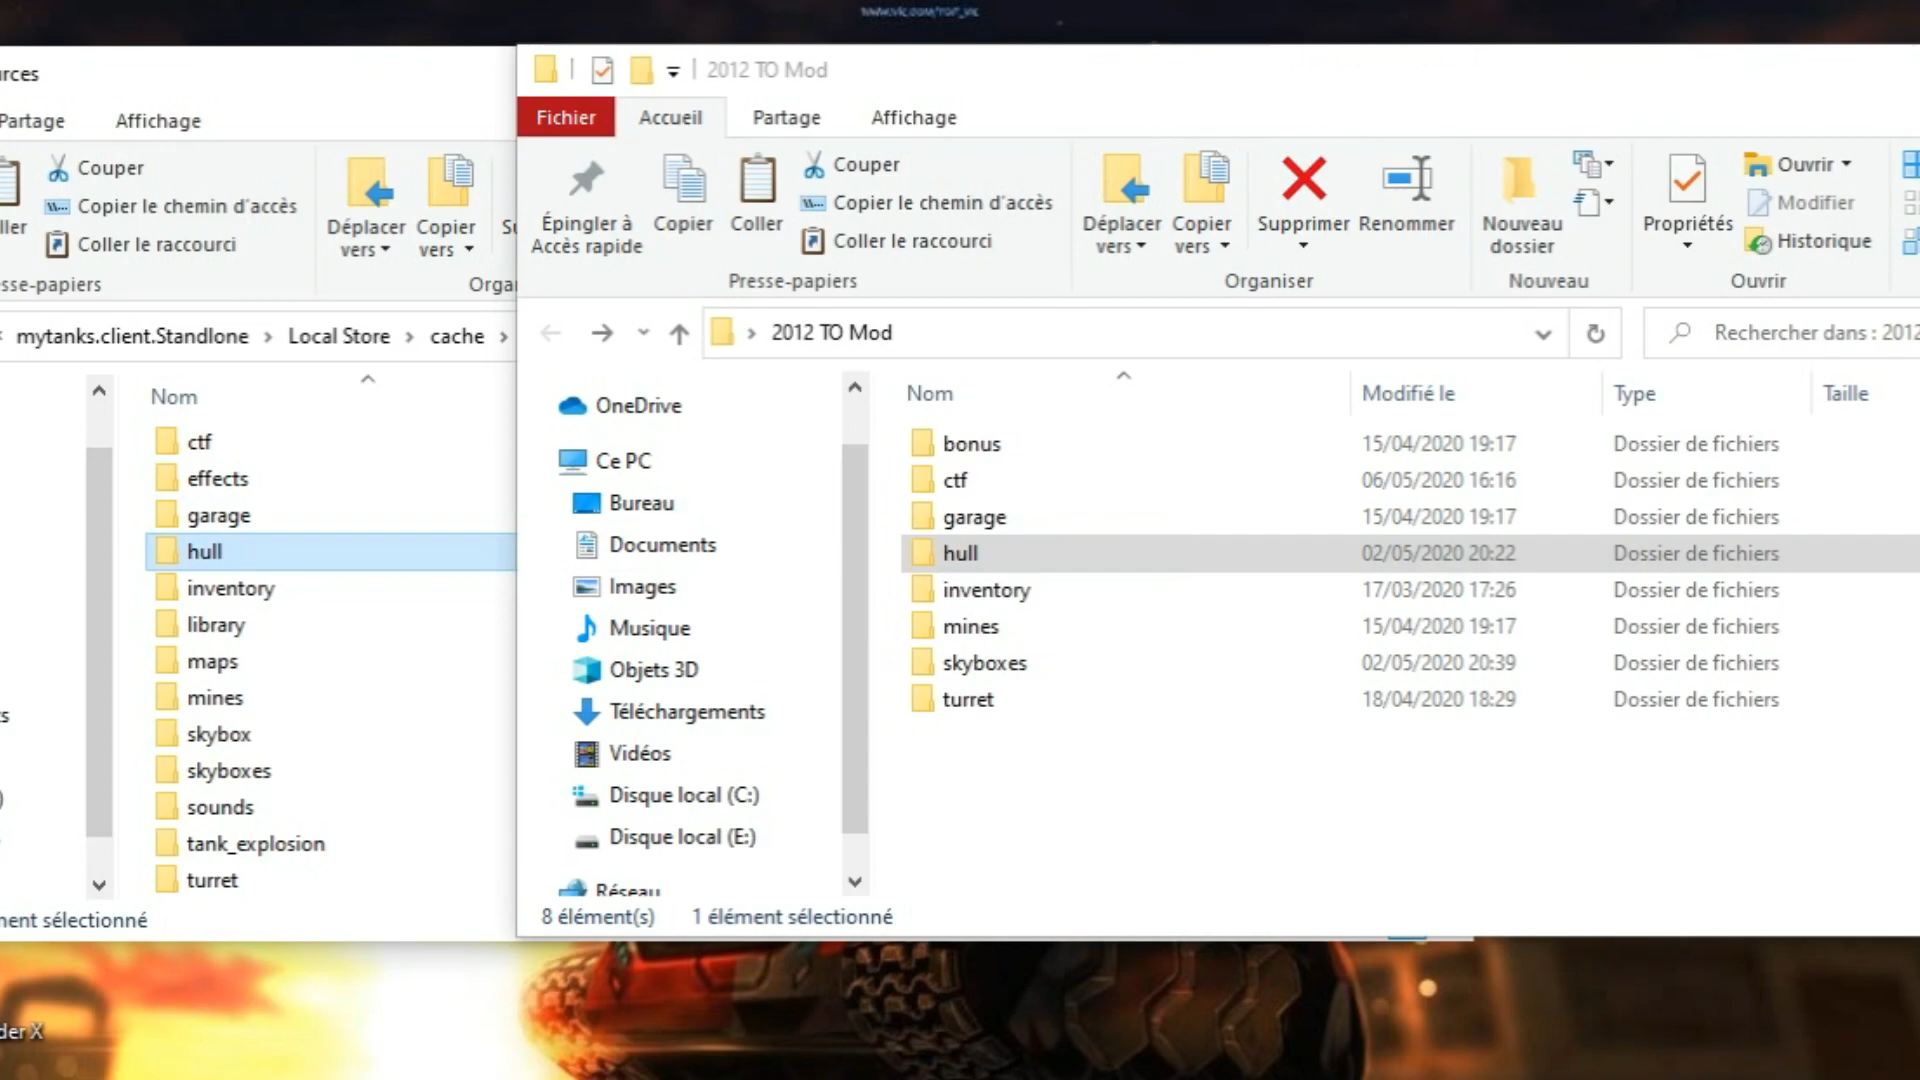 rces
Partage
Affichage
Couper
Copier le chemin d'accès
Coller le raccourci
ller
Déplacer vers
Copier vers
sse-papiers
Orga
mytanks.client.Standlone > Local Store > cache >
Nom
ctf
effects
garage
hull
inventory
library
maps
mines
skybox
skyboxes
sounds
tank_explosion
turret
ment sélectionné
der X
2012 TO Mod
Fichier
Accueil
Partage
Affichage
Épingler à Accès rapide
Copier
Coller
Couper
Copier le chemin d'accès
Coller le raccourci
Presse-papiers
Déplacer vers
Copier vers
Supprimer
Renommer
Organiser
Nouveau dossier
Nouveau
Propriétés
Ouvrir
Modifier
Historique
Ouvrir
> 2012 TO Mod
Rechercher dans : 2012
OneDrive
Ce PC
Bureau
Documents
Images
Musique
Objets 3D
Téléchargements
Vidéos
Disque local (C:)
Disque local (E:)
Réseau
Nom Modifié le Type Taille
bonus 15/04/2020 19:17 Dossier de fichiers
ctf 06/05/2020 16:16 Dossier de fichiers
garage 15/04/2020 19:17 Dossier de fichiers
hull 02/05/2020 20:22 Dossier de fichiers
inventory 17/03/2020 17:26 Dossier de fichiers
mines 15/04/2020 19:17 Dossier de fichiers
skyboxes 02/05/2020 20:39 Dossier de fichiers
turret 18/04/2020 18:29 Dossier de fichiers
8 élément(s) 1 élément sélectionné